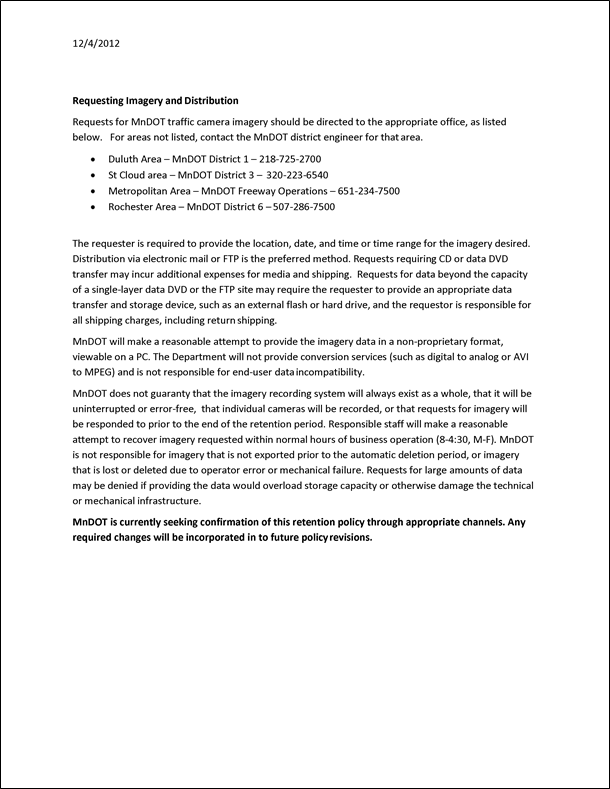 12/4/2012
Requesting Imagery and Distribution
Requests for MnDOT traffic camera imagery should be directed to the appropriate office, as listed
below.   For areas not listed, contact the MnDOT district engineer for that area.
• Duluth Area – MnDOT District 1 – 218-725-2700
• St Cloud area – MnDOT District 3 – 320-223-6540
• Metropolitan Area – MnDOT Freeway Operations – 651-234-7500
• Rochester Area – MnDOT District 6 – 507-286-7500
The requester is required to provide the location, date, and time or time range for the imagery desired.
Distribution via electronic mail or FTP is the preferred method. Requests requiring CD or data DVD
transfer may incur additional expenses for media and shipping.  Requests for data beyond the capacity
of a single-layer data DVD or the FTP site may require the requester to provide an appropriate data
transfer and storage device, such as an external flash or hard drive, and the requestor is responsible for
all shipping charges, including return shipping.
MnDOT will make a reasonable attempt to provide the imagery data in a non-proprietary format,
viewable on a PC. The Department will not provide conversion services (such as digital to analog or AVI
to MPEG) and is not responsible for end-user data incompatibility.
MnDOT does not guaranty that the imagery recording system will always exist as a whole, that it will be
uninterrupted or error-free,  that individual cameras will be recorded, or that requests for imagery will
be responded to prior to the end of the retention period. Responsible staff will make a reasonable
attempt to recover imagery requested within normal hours of business operation (8-4:30, M-F). MnDOT
is not responsible for imagery that is not exported prior to the automatic deletion period, or imagery
that is lost or deleted due to operator error or mechanical failure. Requests for large amounts of data
may be denied if providing the data would overload storage capacity or otherwise damage the technical
or mechanical infrastructure.
MnDOT is currently seeking confirmation of this retention policy through appropriate channels. Any
required changes will be incorporated in to future policy revisions.